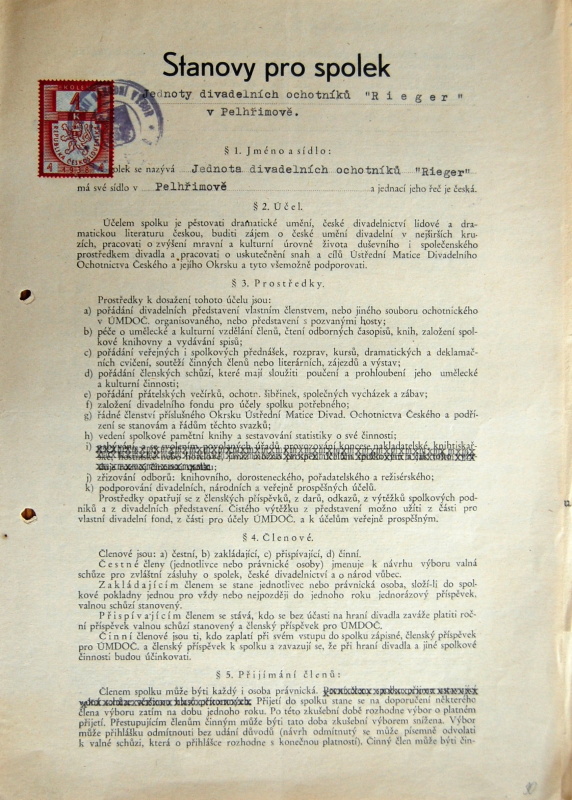 Stanovy pro spolek
Jednoty divadelních ochotníků "Rieger"
v Pelhřimově.
§ 1. Jméno a sídlo:
se nazývá Jednota divadelních ochotníků "Rieger"
má své sídlo v Pelhřimově a jednací jeho řeč je česká.
§ 2. Účel.
Účelem spolku je pěstovati dramatické umění, české divadelnictví lidové a dra-
matickou literaturu českou, buditi zájem o české umění divadelní v nejširších kru-
zích, pracovati o zvýšení mravní a kulturní úrovně života duševního i společenského
prostředkem divadla a pracovati o uskutečnění snah a cílů Ústřední Matice Divadelního
Ochotnictva Českého a jejího Okrsku a tyto všemožně podporovati.
§ 3. Prostředky.
Prostředky k dosažení tohoto účelu jsou:
a) pořádání divadelních představení vlastním členstvem, nebo jiného souboru ochotnického
v ÚMDOČ. organisovaného, nebo představení s pozvanými hosty;
b) péče o umělecké a kulturní vzdělání členů, čtení odborných časopisů, knih, založení spol-
kové knihovny a vydávání spisů;
c) pořádání veřejných i spolkových přednášek, rozprav, kursů, dramatických a deklamač-
ních cvičení, soutěží činných členů nebo literárních, zájezdů a výstav;
d) pořádání členských schůzí, které mají sloužiti poučení a prohloubení jeho umělecké
a kulturní činnosti;
e) pořádání přátelských večírků, ochotn. šibřinek, společných vycházek a zábav;
f) založení divadelního fondu pro účely spolku potřebného;
g) řádné členství příslušného Okrsku Ústřední Matice Divad. Ochotnictva Českého a podří-
zení se stanovám a řádům těchto svazků;
h) vedení spolkové pamětní knihy a sestavování statistiky o své činnosti;
i)
j) zřizování odborů: knihovního, dorosteneckého, pořadatelského a režisérského;
k) podporování divadelních, národních a veřejně prospěšných účelů.
Prostředky opatřují se z členských příspěvků, z darů, odkazů, z výtěžků spolkových pod-
niků a z divadelních představení. Čistého výtěžku z představení možno užíti z části pro
vlastní divadelní fond, z části pro účely ÚMDOČ. a k účelům veřejně prospěšným.
§ 4. Členové.
Členové jsou: a) čestní, b) zakládající, c) přispívající, d) činní.
Čestné členy (jednotlivce nebo právnické osoby) jmenuje k návrhu výboru valná
schůze pro zvláštní zásluhy o spolek, české divadelnictví a o národ vůbec.
Zakládajícím členem se stane jednotlivec nebo právnická osoba, složí-li do spol-
kové pokladny jednou pro vždy nebo nejpozději do jednoho roku jednorázový příspěvek,
valnou schůzí stanovený.
Přispívajícím členem se stává, kdo se bez účasti na hraní divadla zaváže platiti roč-
ní příspěvek valnou schůzí stanovený a členský příspěvek pro ÚMDOČ.
Činní členové jsou ti, kdo zaplatí při svém vstupu do spolku zápisné, členský příspěvek
pro ÚMDOČ. a členský příspěvek k spolku a zavazují se, že při hraní divadla a jiné spolkové
činnosti budou účinkovati.
§ 5. Přijímání členů:
Členem spolku může býti každý i osoba právnická.
Přijetí do spolku stane se na doporučení některého
člena výboru zatím na dobu jednoho roku. Po této zkušební době rozhodne výbor o platném
přijetí. Přestupujícím členům činným může býti tato doba zkušební výborem snížena. Výbor
může přihlášku odmítnouti bez udání důvodů (návrh odmítnutý se může písemně odvolati
k valné schůzi, která o přihlášce rozhodne s konečnou platností). Činný člen může býti čin-